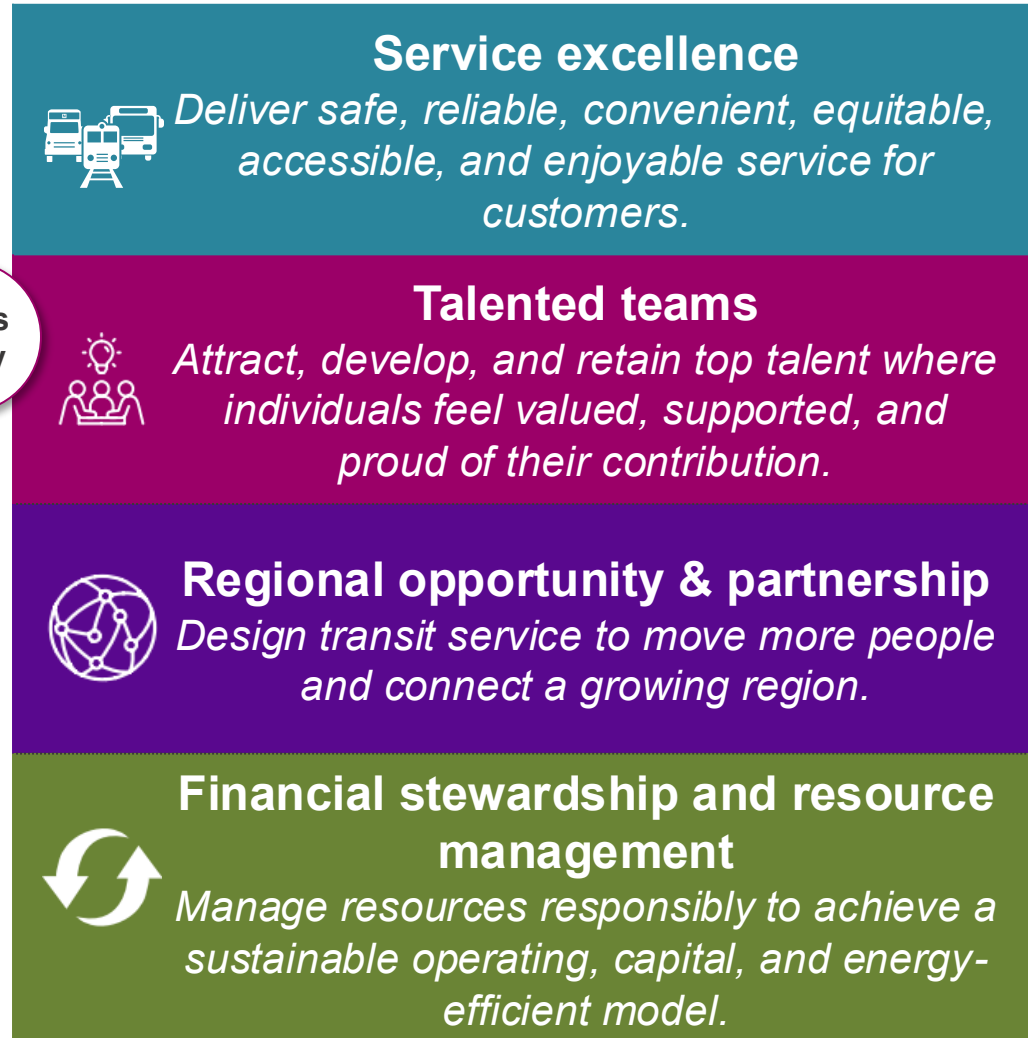 Service excellence
Deliver safe, reliable, convenient, equitable,
accessible, and enjoyable service for
customers.
Talented teams
Attract, develop, and retain top talent where
individuals feel valued, supported, and
proud of their contribution.
Regional opportunity & partnership
Design transit service to move more people
and connect a growing region.
Financial stewardship and resource
management
Manage resources responsibly to achieve a
sustainable operating, capital, and energy-
efficient model.